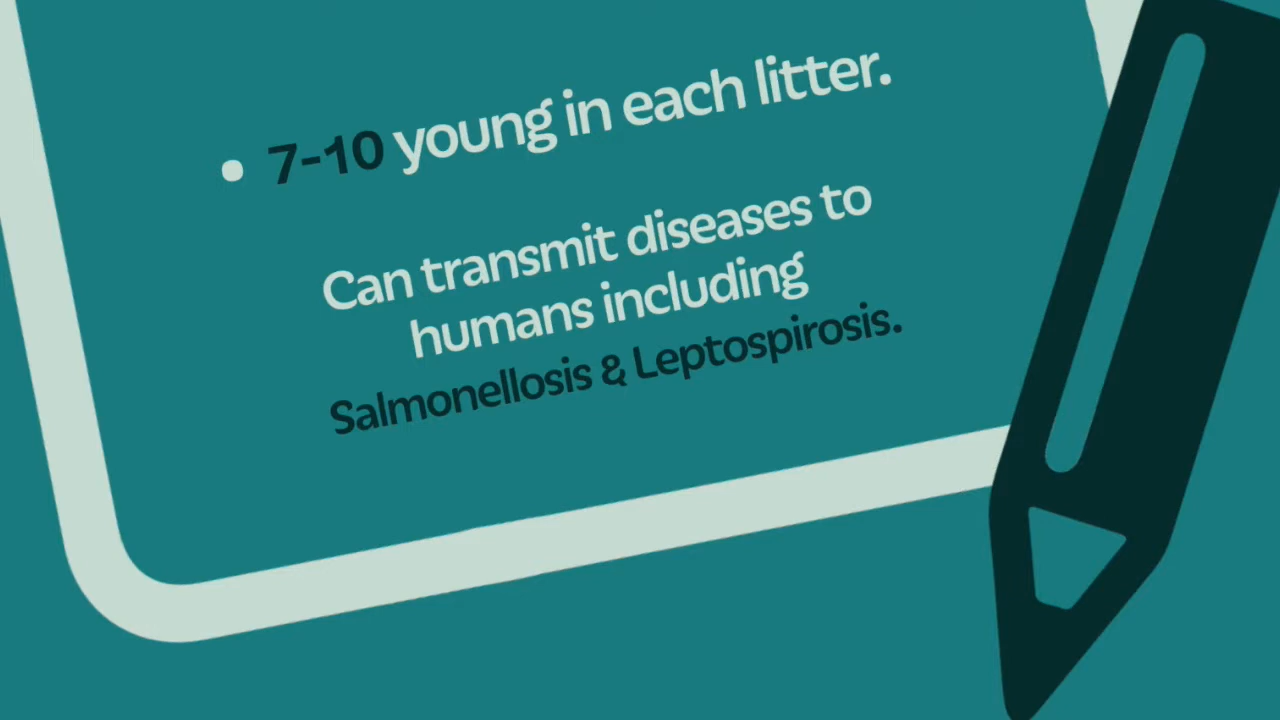 • 7-10 young in each litter.
Can transmit diseases to
humans including
Salmonellosis & Leptospirosis.